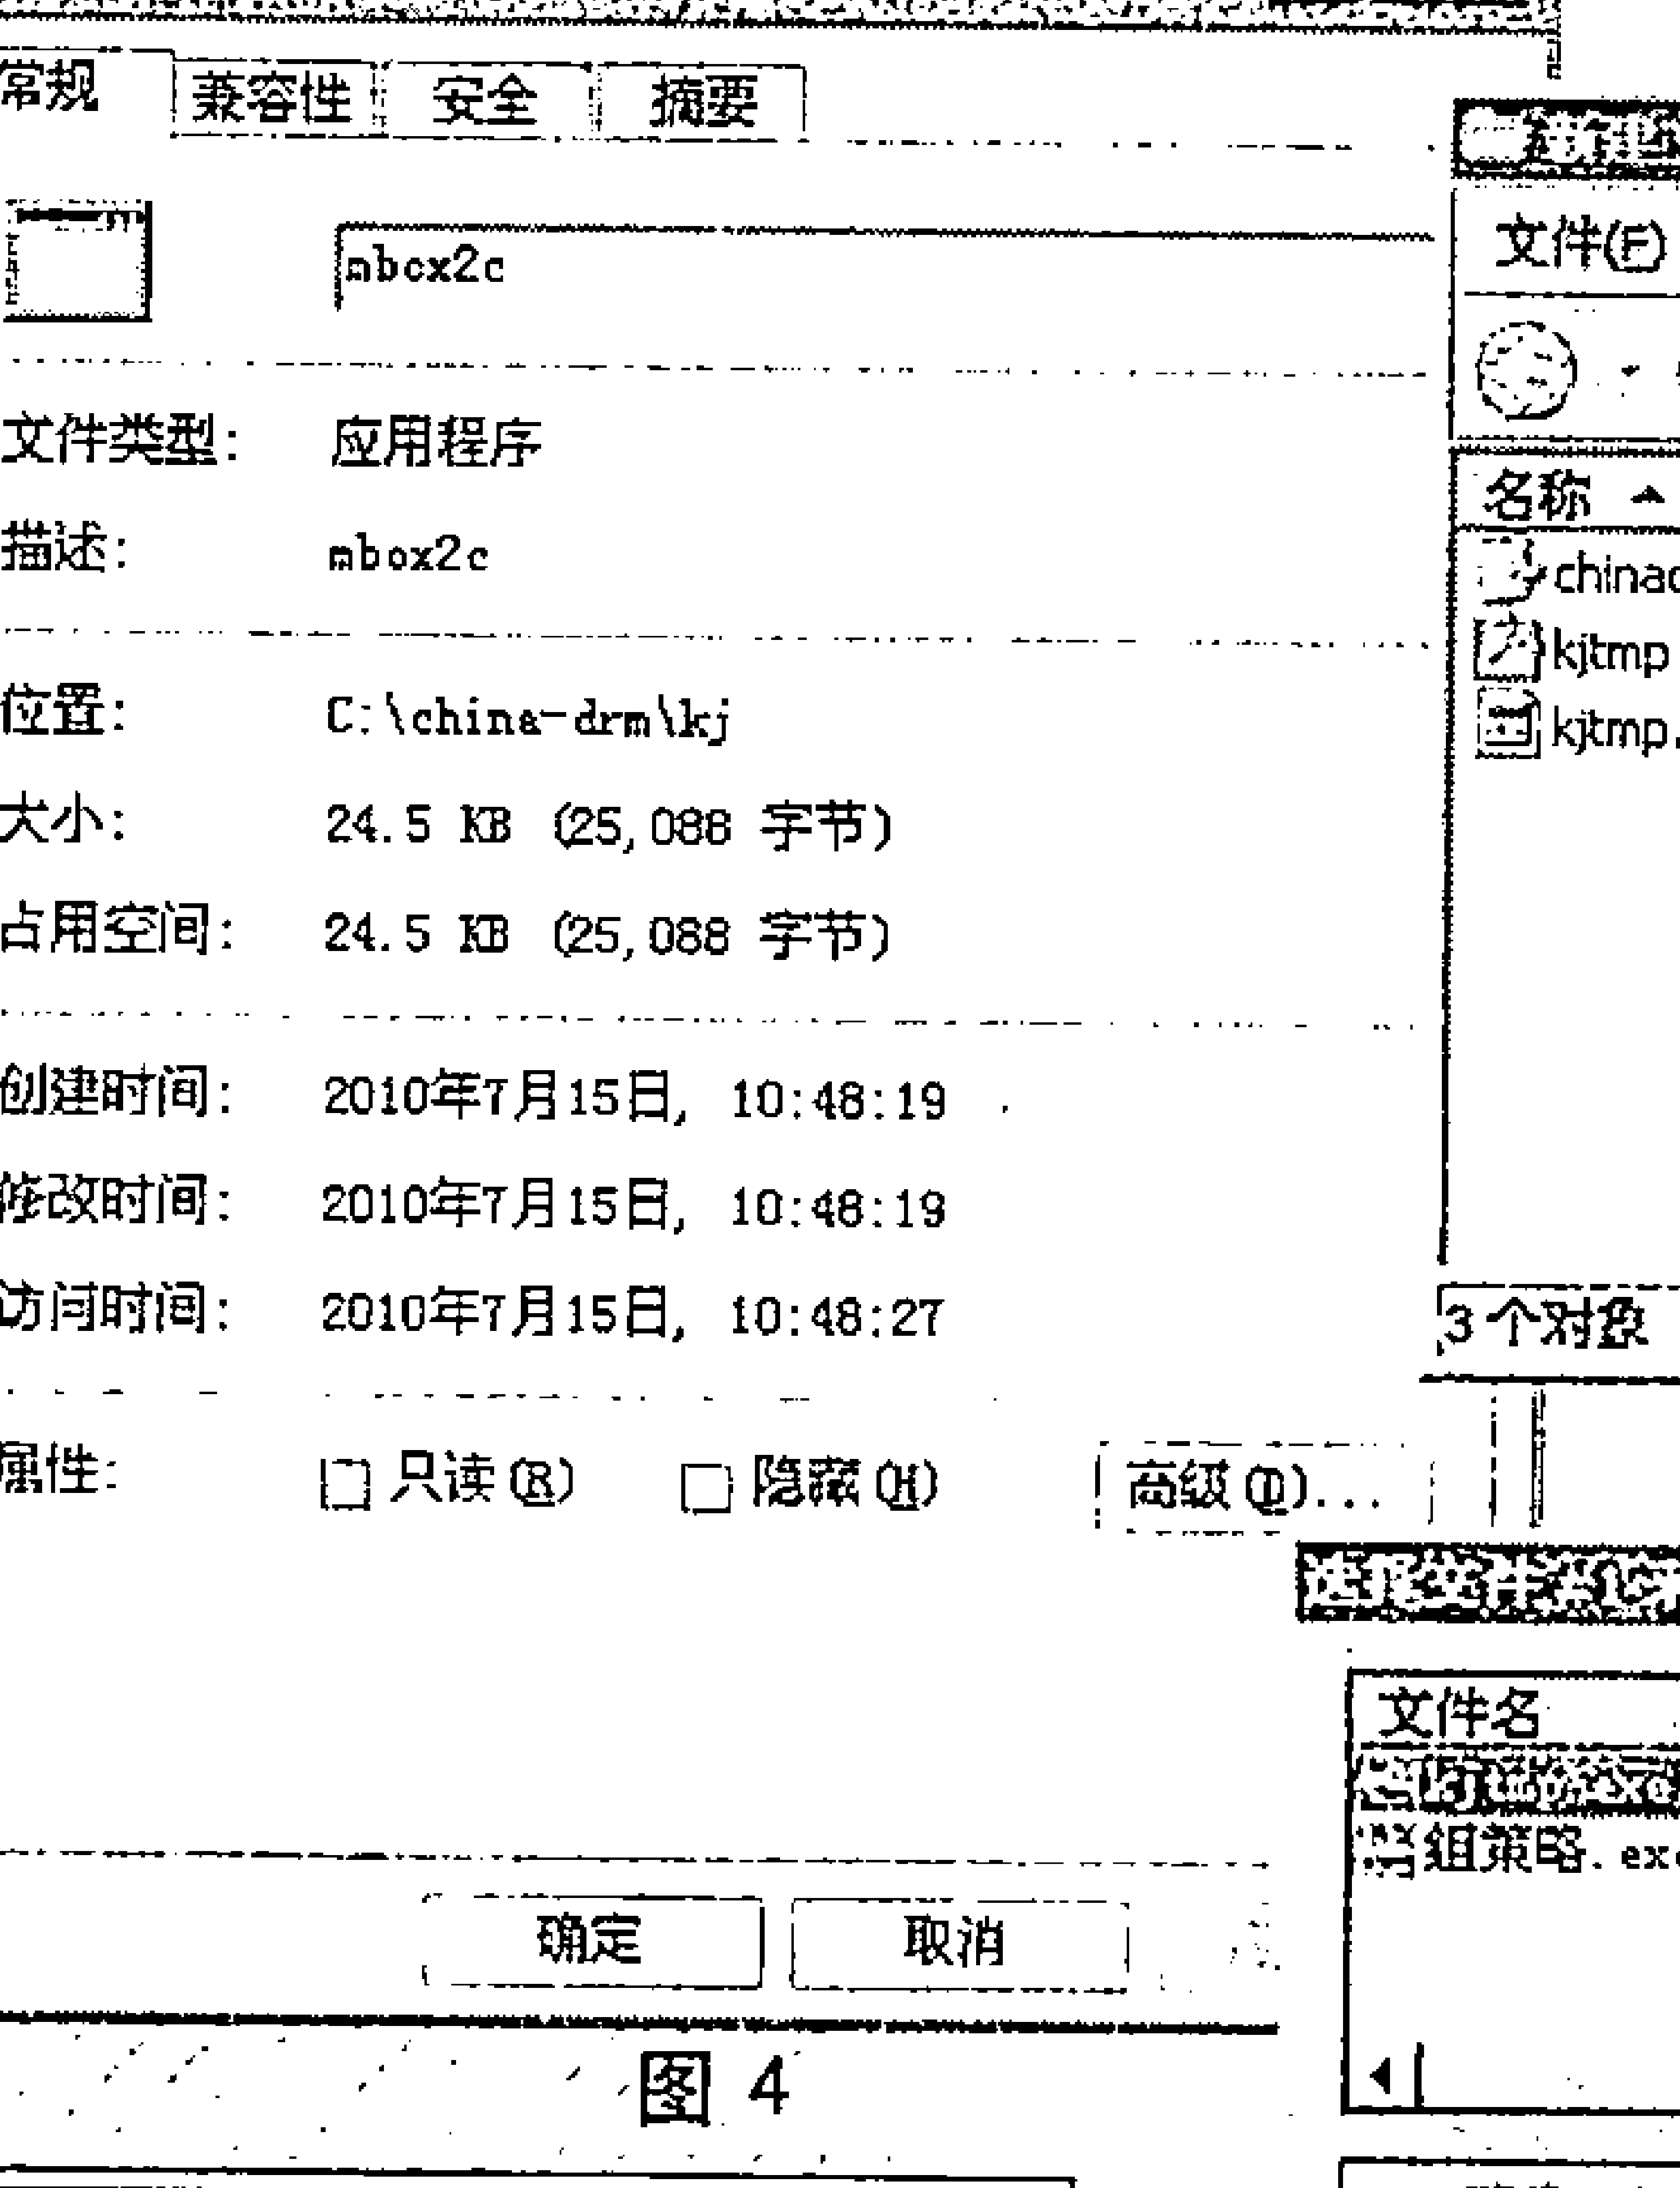 常规 兼容性 安全 摘要
mbox2c
文件类型: 应用程序
描述: mbox2c
位置: C:\china-drm\kj
大小: 24.5 KB (25,088 字节)
占用空间: 24.5 KB (25,088 字节)
创建时间: 2010年7月15日, 10:48:19
修改时间: 2010年7月15日, 10:48:19
访问时间: 2010年7月15日, 10:48:27
属性: 只读(R) 隐藏(H) 高级(D)...
确定 取消
图 4
文件(F)
名称
kjtmp
kjtmp.
3 个对象
文件名
kjtmp.exe
组策略.exe